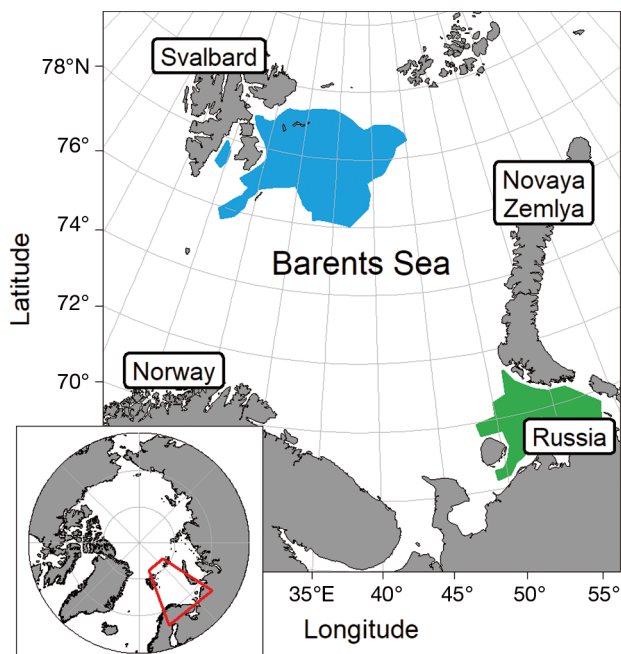 Svalbard
78°N
76°
Novaya
Zemlya
74°
Barents Sea
Latitude
72°
Norway
70°
Russia
35°E
40°
45°
50°
55°
Longitude